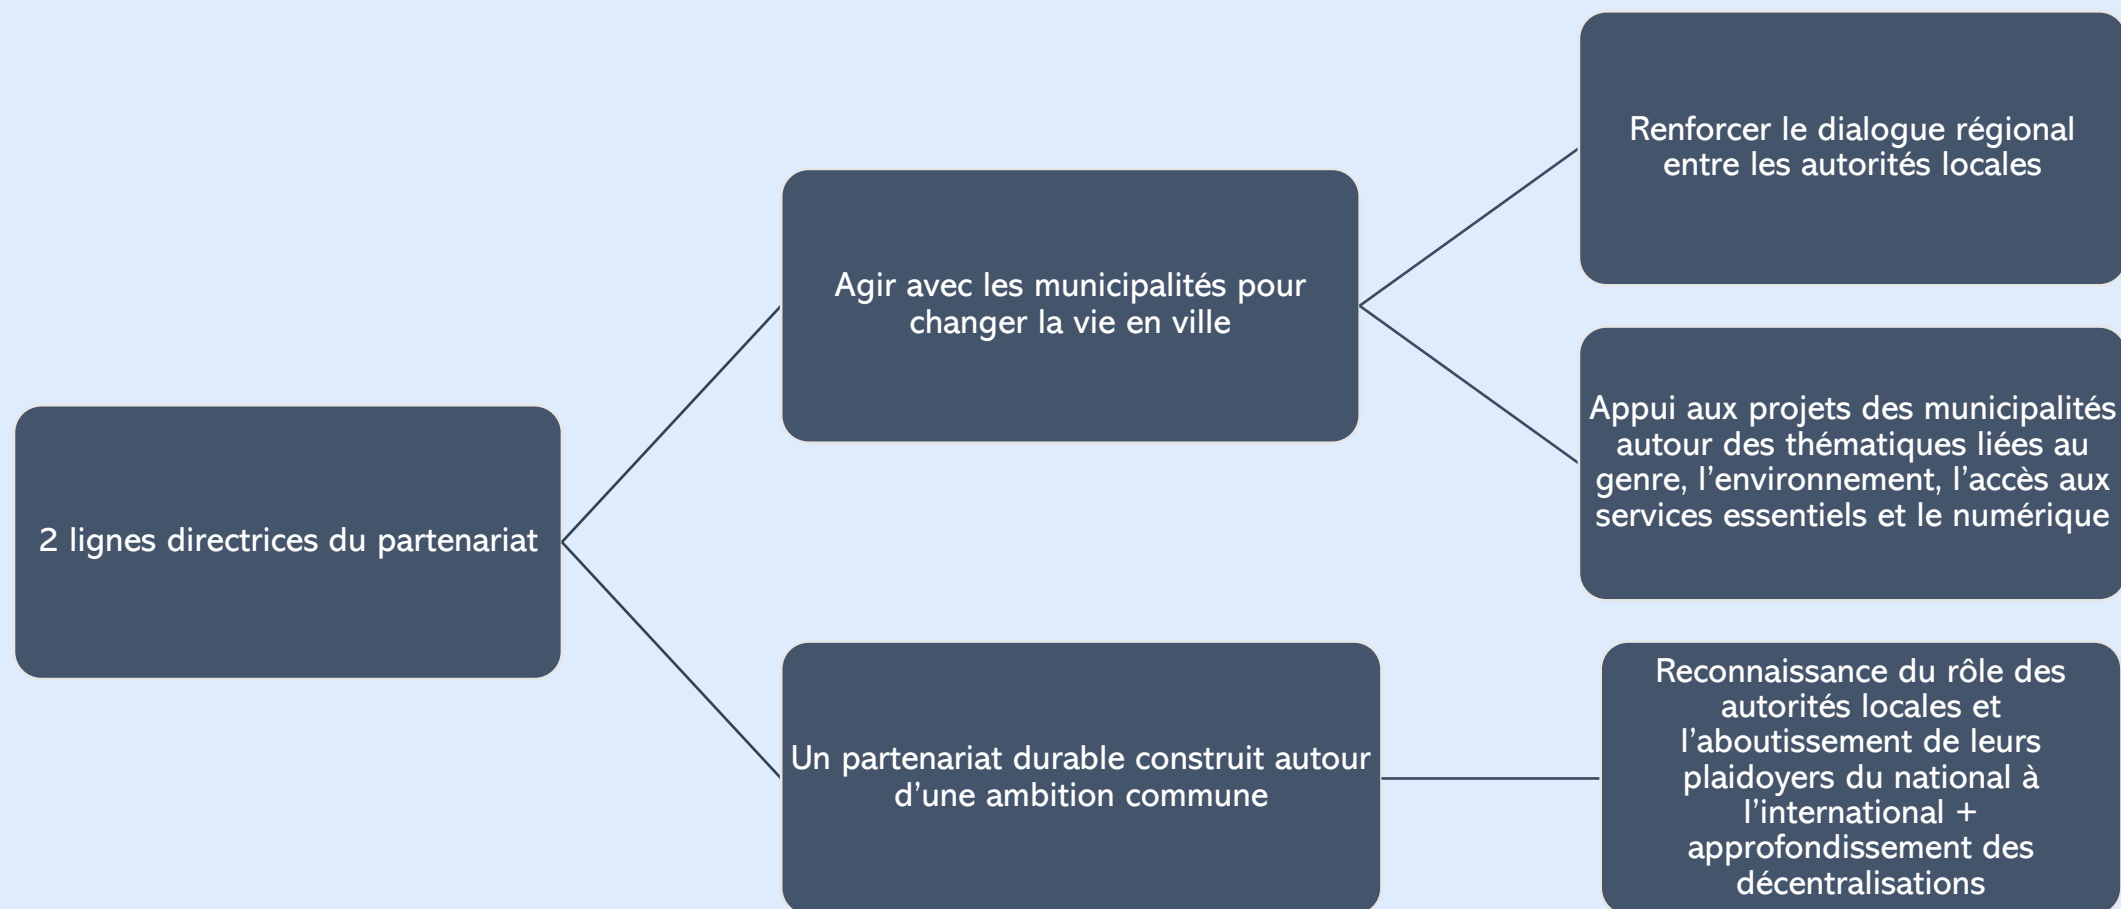 2 lignes directrices du partenariat
Agir avec les municipalités pour
changer la vie en ville
Renforcer le dialogue régional
entre les autorités locales
Appui aux projets des municipalités
autour des thématiques liées au
genre, l’environnement, l’accès aux
services essentiels et le numérique
Un partenariat durable construit autour
d’une ambition commune
Reconnaissance du rôle des
autorités locales et
l’aboutissement de leurs
plaidoyers du national à
l’international +
approfondissement des
décentralisations